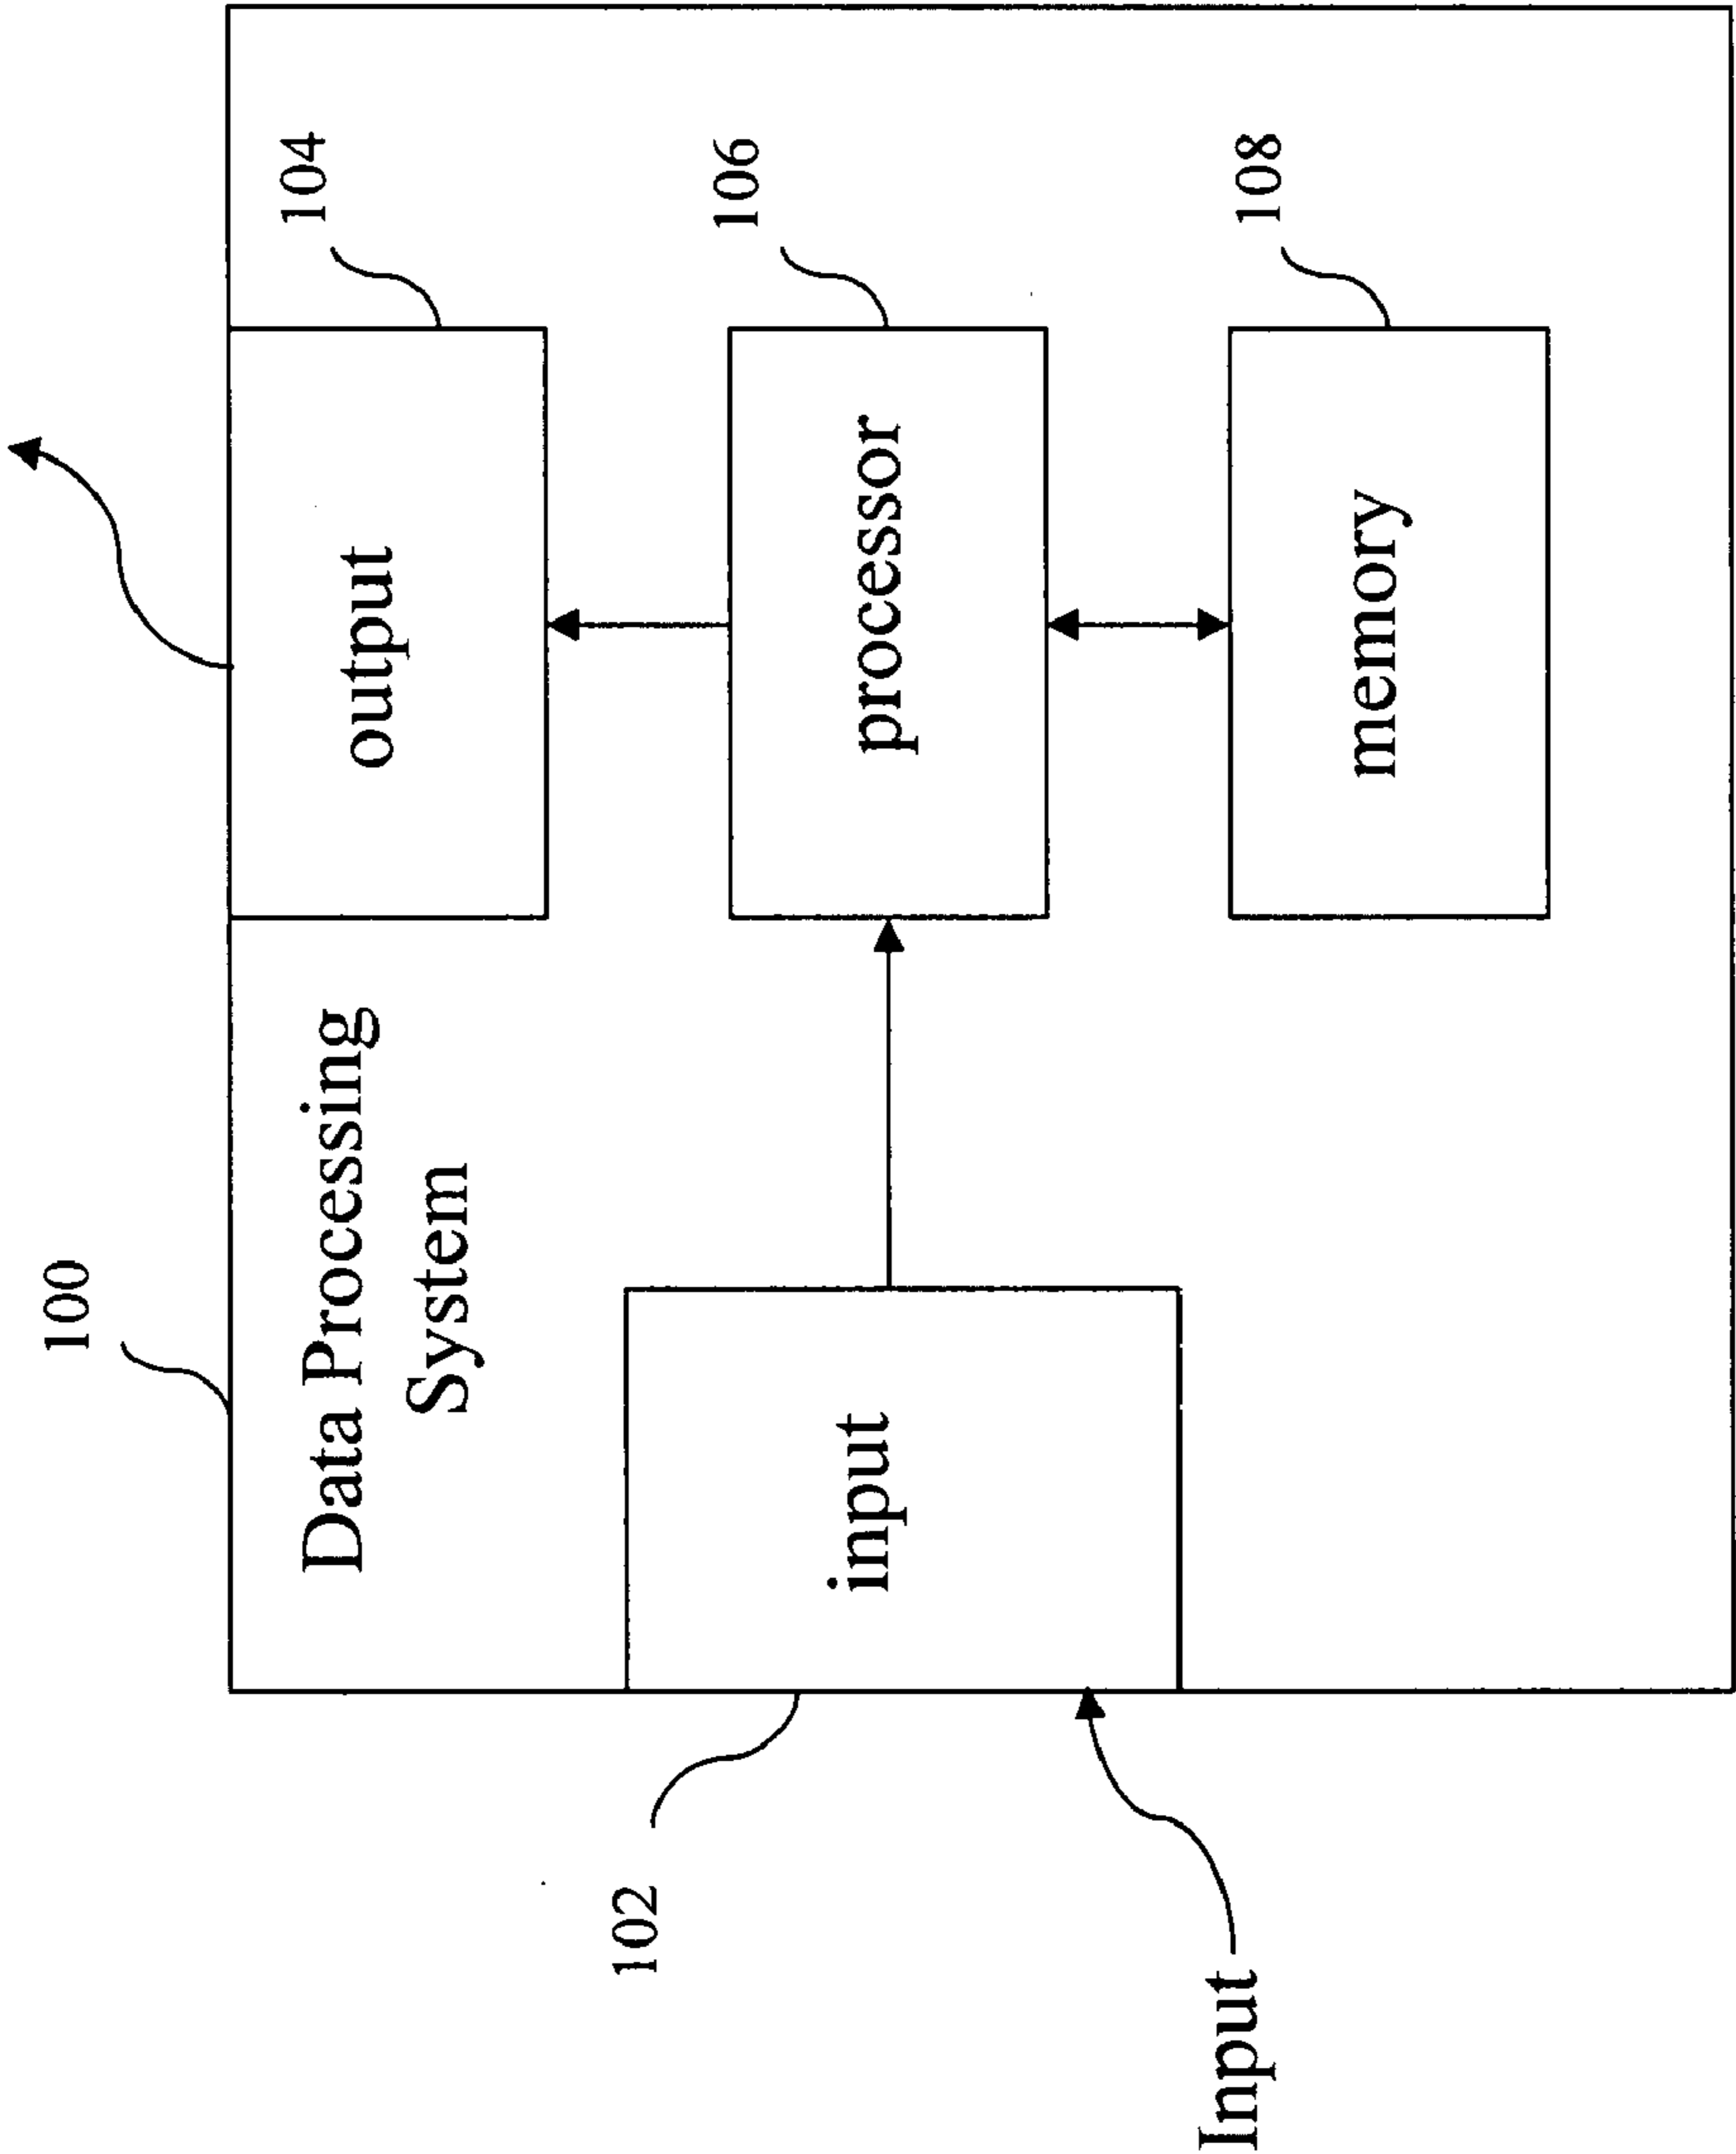 100
Data Processing
System
output
104
input
processor
106
102
memory
108
Input